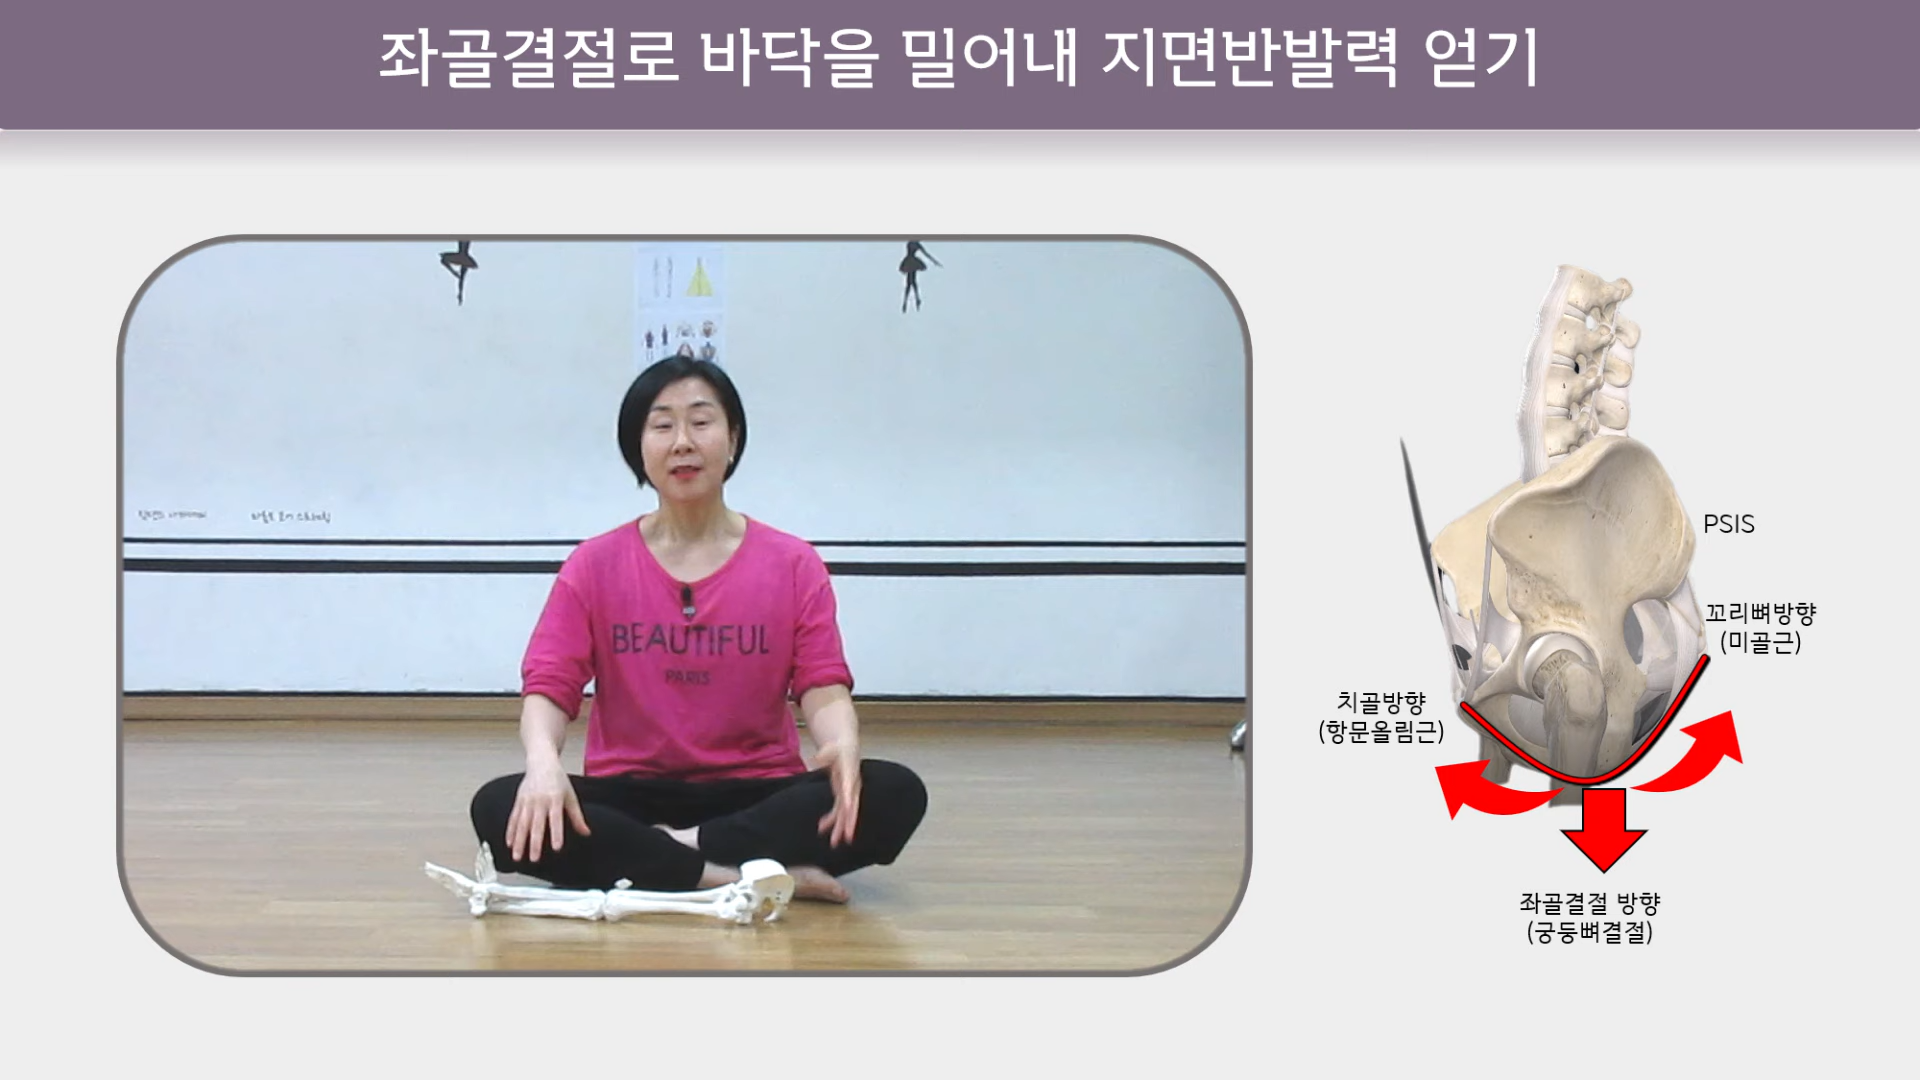 좌골결절로 바닥을 밀어내 지면반발력 얻기
BEAUTIFUL
PARIS
PSIS
꼬리뼈방향
(미골근)
치골방향
(항문올림근)
좌골결절 방향
(궁둥뼈결절)